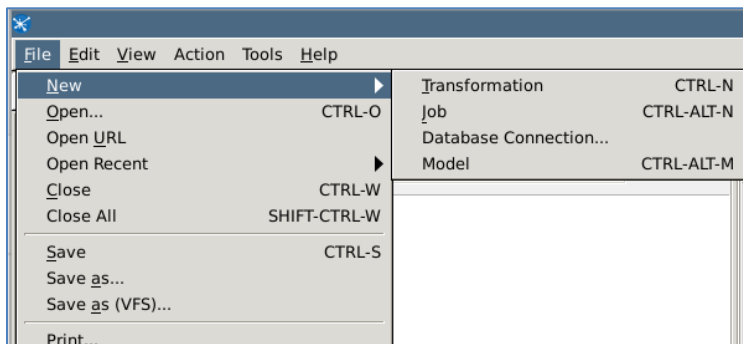 File Edit View Action Tools Help
New
Open... CTRL-O
Open URL
Open Recent
Close CTRL-W
Close All SHIFT-CTRL-W
Save CTRL-S
Save as...
Save as (VFS)...
Print...
Transformation CTRL-N
Job CTRL-ALT-N
Database Connection...
Model CTRL-ALT-M